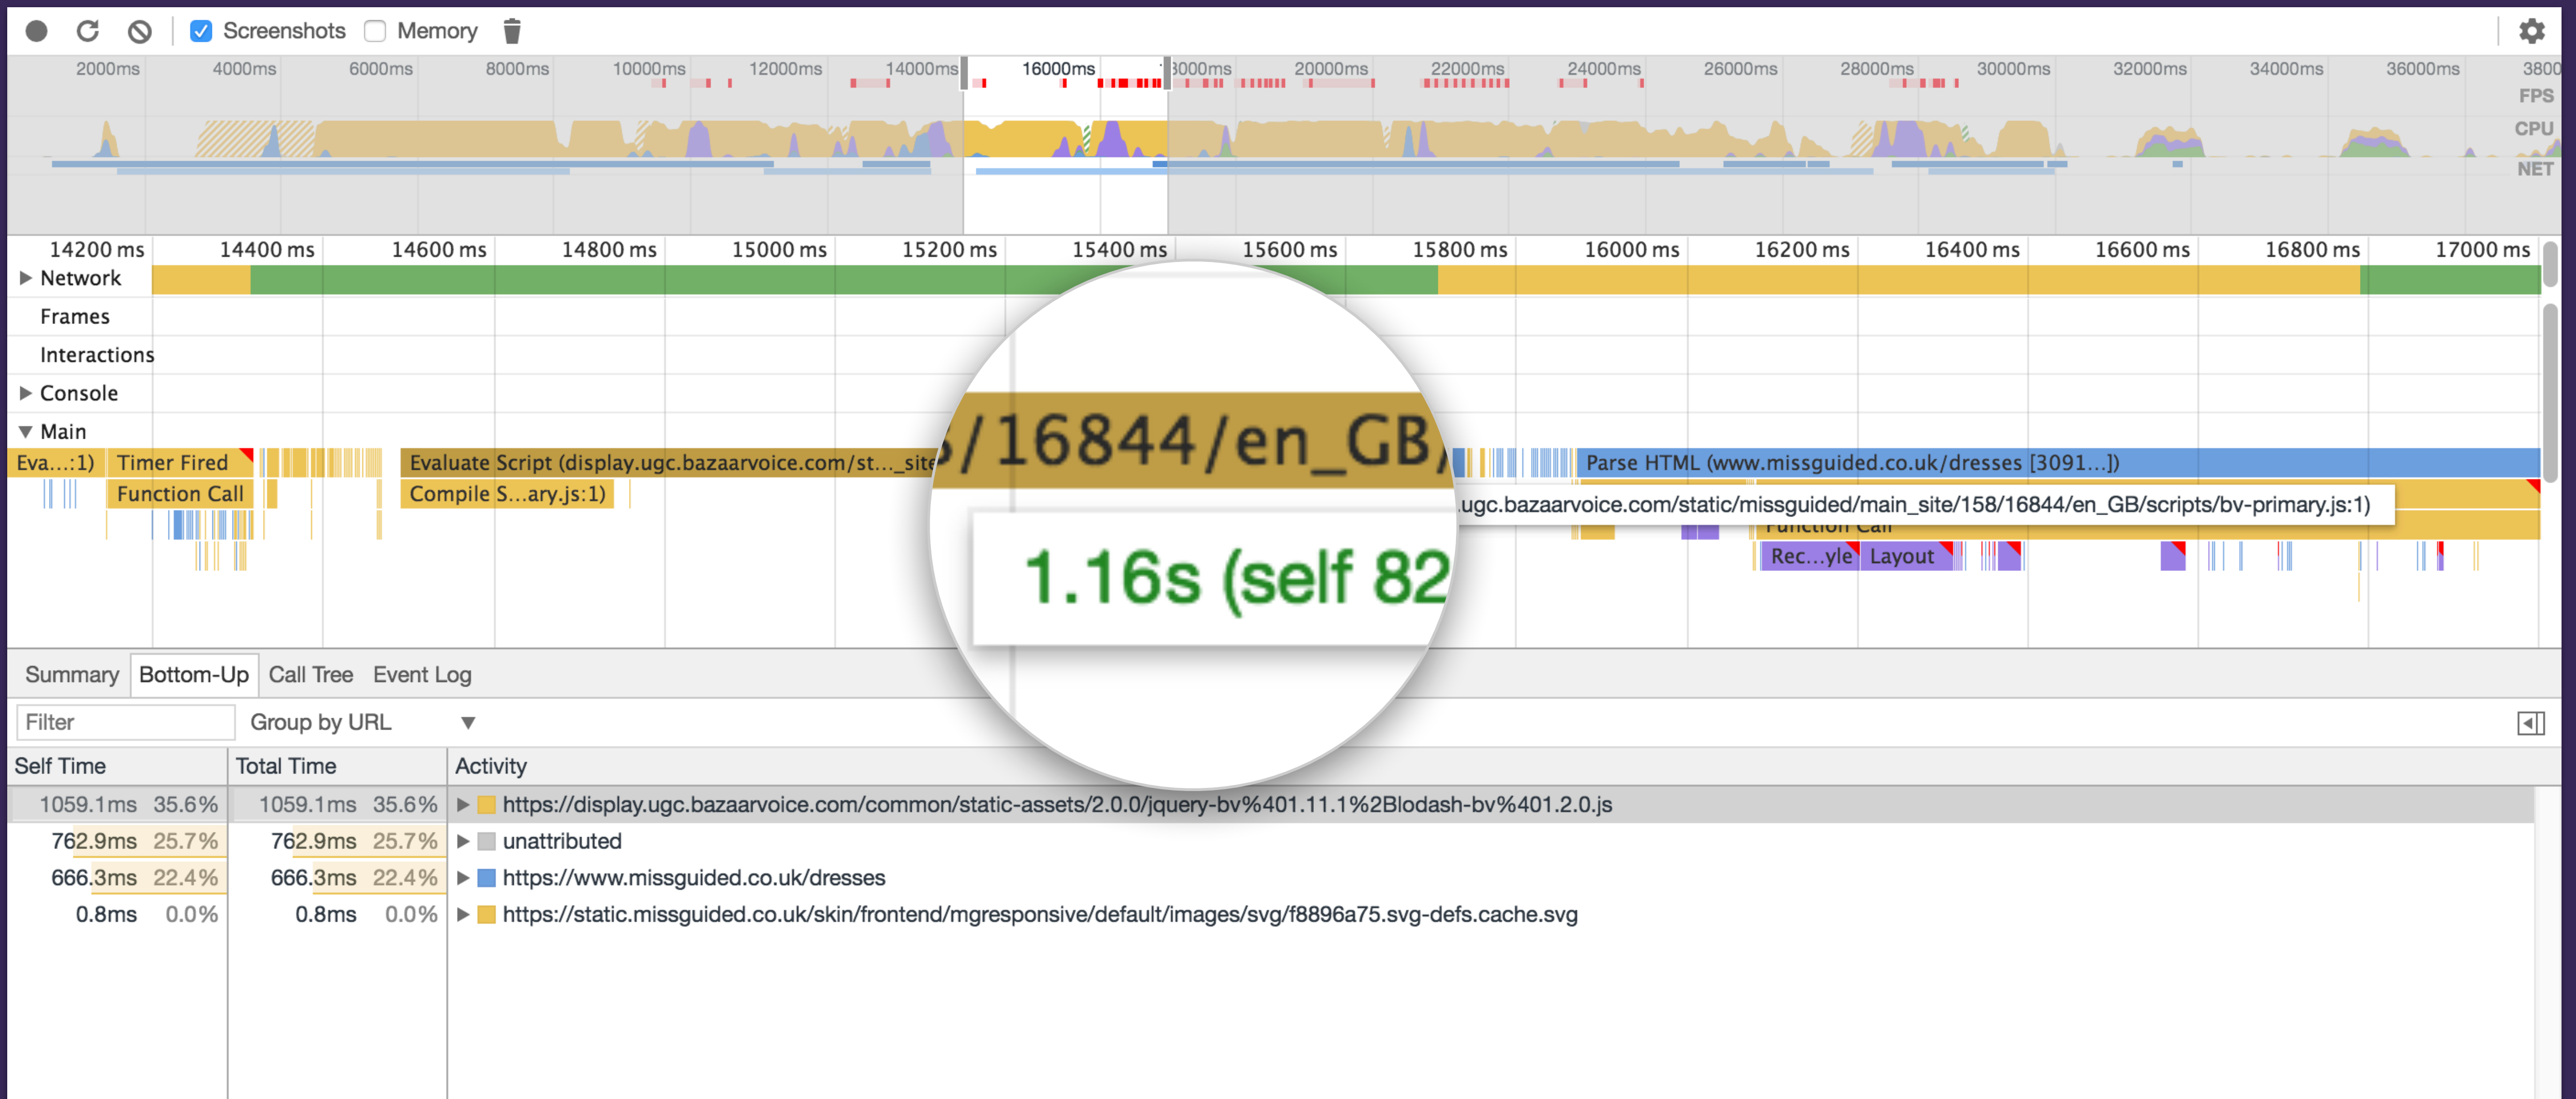 Screenshots Memory
2000ms 4000ms 6000ms 8000ms 10000ms 12000ms 14000ms 16000ms 8000ms 20000ms 22000ms 24000ms 26000ms 28000ms 30000ms 32000ms 34000ms 36000ms 3800
FPS
CPU
NET
14200 ms 14400 ms 14600 ms 14800 ms 15000 ms 15200 ms 15400 ms 15600 ms 15800 ms 16000 ms 16200 ms 16400 ms 16600 ms 16800 ms 17000 ms
Network
Frames
Interactions
Console
Main
Eva...:1) Timer Fired Evaluate Script (display.ugc.bazaarvoice.com/st..._site /16844/en_GB Parse HTML (www.missguided.co.uk/dresses [3091...])
Function Call Compile S...ary.js:1) .ugc.bazaarvoice.com/static/missguided/main_site/158/16844/en_GB/scripts/bv-primary.js:1)
Function Call
Rec...yle Layout
1.16s (self 82
Summary Bottom-Up Call Tree Event Log
Filter Group by URL
Self Time Total Time Activity
1059.1ms 35.6% 1059.1ms 35.6% https://display.ugc.bazaarvoice.com/common/static-assets/2.0.0/jquery-bv%401.11.1%2Blodash-bv%401.2.0.js
762.9ms 25.7% 762.9ms 25.7% unattributed
666.3ms 22.4% 666.3ms 22.4% https://www.missguided.co.uk/dresses
0.8ms 0.0% 0.8ms 0.0% https://static.missguided.co.uk/skin/frontend/mgresponsive/default/images/svg/f8896a75.svg-defs.cache.svg